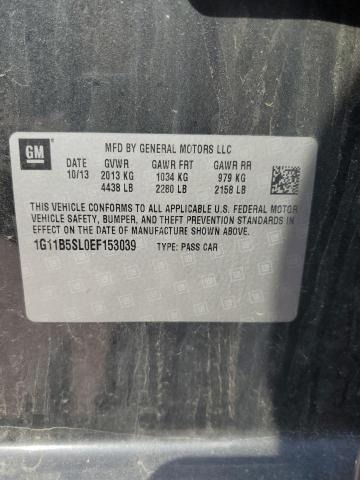 GM
MFD BY GENERAL MOTORS LLC
DATE GVWR GAWR FRT GAWR RR
10/13 2013 KG 1034 KG 979 KG
4438 LB 2280 LB 2158 LB
THIS VEHICLE CONFORMS TO ALL APPLICABLE U.S. FEDERAL MOTOR
VEHICLE SAFETY, BUMPER, AND THEFT PREVENTION STANDARDS IN
EFFECT ON THE DATE OF MANUFACTURE SHOWN ABOVE.
1G11B5SL0EF153039 TYPE: PASS CAR